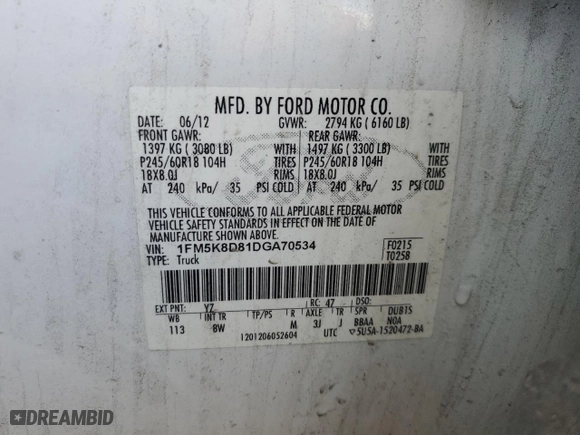 MFD. BY FORD MOTOR CO.
DATE: 06/12 GVWR: 2794 KG ( 6160 LB)
FRONT GAWR: REAR GAWR:
1397 KG ( 3080 LB) WITH 1497 KG ( 3300 LB) WITH
P245/60R18 104H TIRES P245/60R18 104H TIRES
18X8.0J RIMS 18X8.0J RIMS
AT 240 kPa/ 35 PSI COLD AT 240 kPa/ 35 PSI COLD
THIS VEHICLE CONFORMS TO ALL APPLICABLE FEDERAL MOTOR
VEHICLE SAFETY STANDARDS IN EFFECT ON THE DATE OF
MANUFACTURE SHOWN ABOVE.
VIN: 1FM5K8D81DGA70534 F0215
TYPE: Truck T0258
EXT PNT: YZ RC: 47 DSO:
WB INT TR TP/PS R AXLE TR SPR DUBTS
113 BW M 3J J BBAA NOA
1201206052604 UTC ▽5USA-1520472-BA
DREAMBID